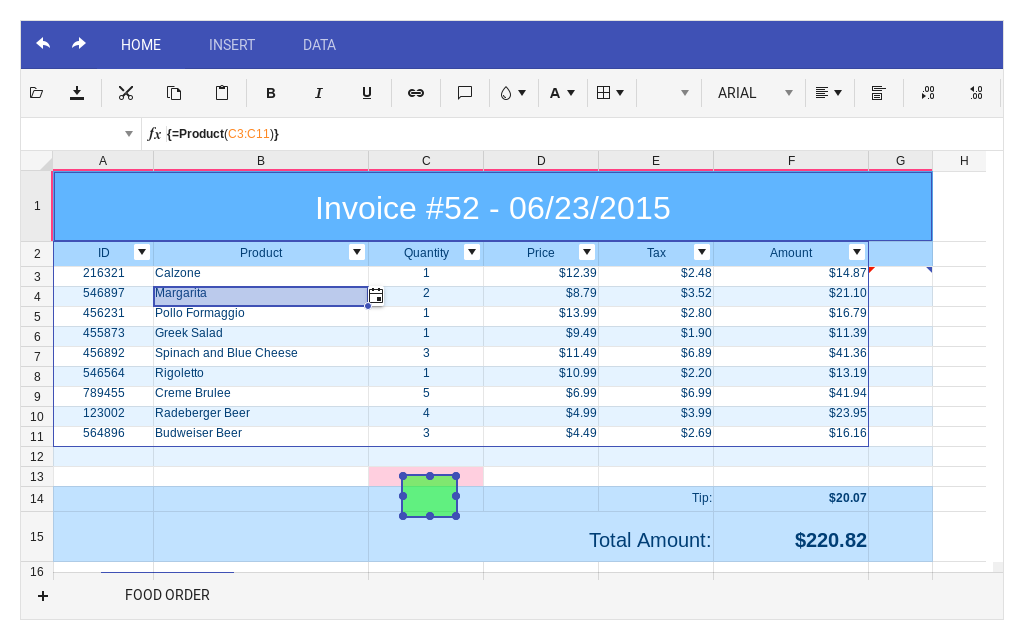 HOME INSERT DATA
B I U A ARIAL .00 .0 .0 .00
fx {=Product(C3:C11)}
A B C D E F G H
1 Invoice #52 - 06/23/2015
2 ID Product Quantity Price Tax Amount
3 216321 Calzone 1 $12.39 $2.48 $14.87
4 546897 Margarita 2 $8.79 $3.52 $21.10
5 456231 Pollo Formaggio 1 $13.99 $2.80 $16.79
6 455873 Greek Salad 1 $9.49 $1.90 $11.39
7 456892 Spinach and Blue Cheese 3 $11.49 $6.89 $41.36
8 546564 Rigoletto 1 $10.99 $2.20 $13.19
9 789455 Creme Brulee 5 $6.99 $6.99 $41.94
10 123002 Radeberger Beer 4 $4.99 $3.99 $23.95
11 564896 Budweiser Beer 3 $4.49 $2.69 $16.16
12
13
14 Tip: $20.07
15 Total Amount: $220.82
16
+ FOOD ORDER